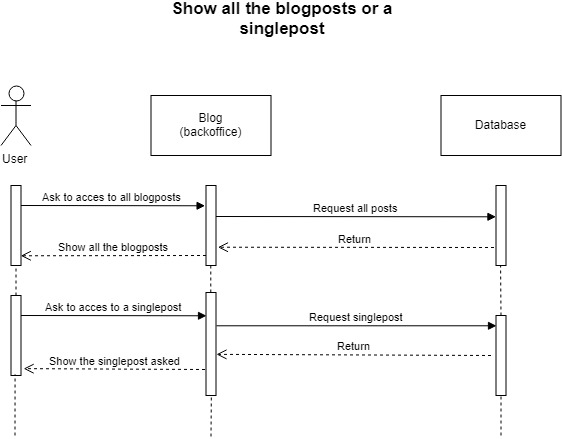 Show all the blogposts or a
singlepost
User
Blog
(backoffice)
Database
Ask to acces to all blogposts
Request all posts
Return
Show all the blogposts
Ask to acces to a singlepost
Request singlepost
Return
Show the singlepost asked